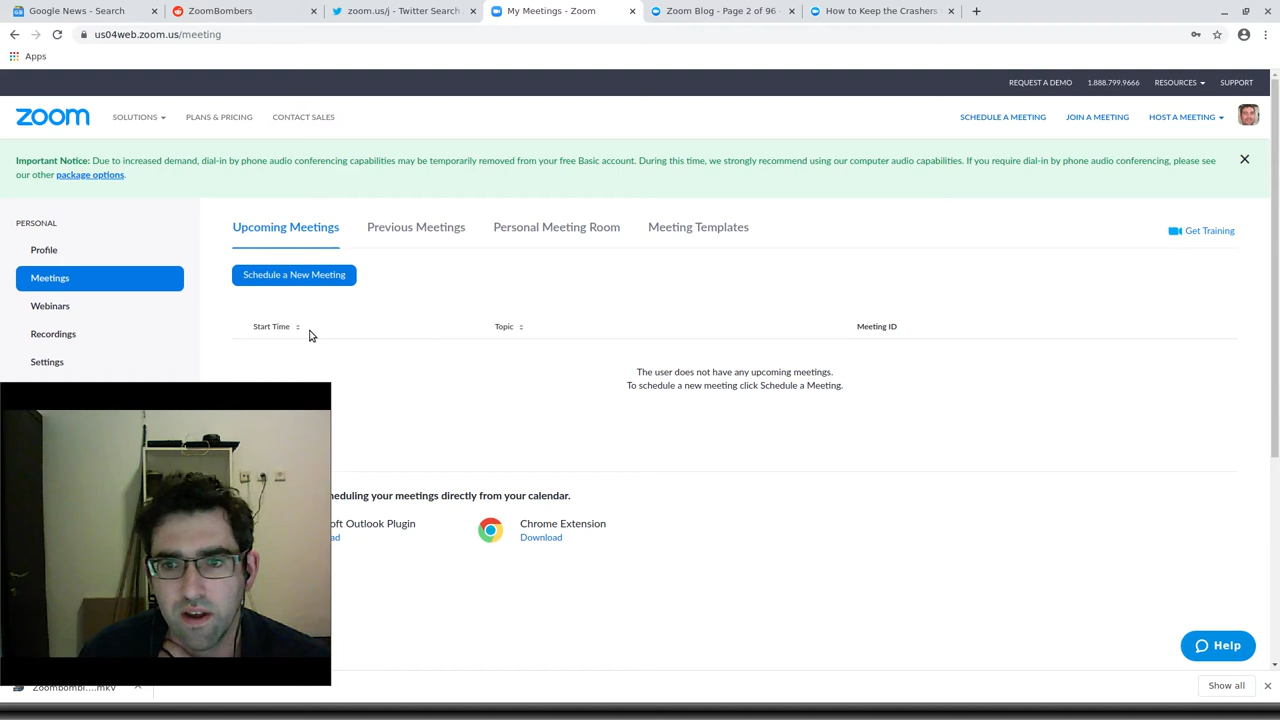 Google News - Search
ZoomBombers
zoom.us/j - Twitter Search
My Meetings - Zoom
Zoom Blog - Page 2 of 96 -
How to Keep the Crashers
us04web.zoom.us/meeting
Apps
REQUEST A DEMO 1.888.799.9666 RESOURCES SUPPORT
zoom
SOLUTIONS PLANS & PRICING CONTACT SALES SCHEDULE A MEETING JOIN A MEETING HOST A MEETING
Important Notice: Due to increased demand, dial-in by phone audio conferencing capabilities may be temporarily removed from your free Basic account. During this time, we strongly recommend using our computer audio capabilities. If you require dial-in by phone audio conferencing, please see
our other package options.
PERSONAL
Profile
Meetings
Webinars
Recordings
Settings
Upcoming Meetings Previous Meetings Personal Meeting Room Meeting Templates
Get Training
Schedule a New Meeting
Start Time Topic Meeting ID
The user does not have any upcoming meetings.
To schedule a new meeting click Schedule a Meeting.
heduling your meetings directly from your calendar.
oft Outlook Plugin
ad
Chrome Extension
Download
Help
Zoombombi....mkv
Show all